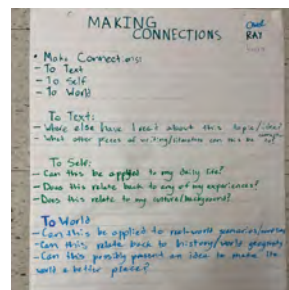 MAKING
CONNECTIONS
RAY
• Make Connections:
- To Text
- To Self
- To World
To Text:
- Where else have I read about this topic/idea?
- What other pieces of writing/literature can this be
To Self:
- Can this be applied to my daily life?
- Does this relate back to any of my experiences?
- Does this relate to my culture/background?
To World
- Can this be applied to real-world scenarios/
- Can this relate back to history/world geography
- Can this possibly present an idea to make the
world a better place?